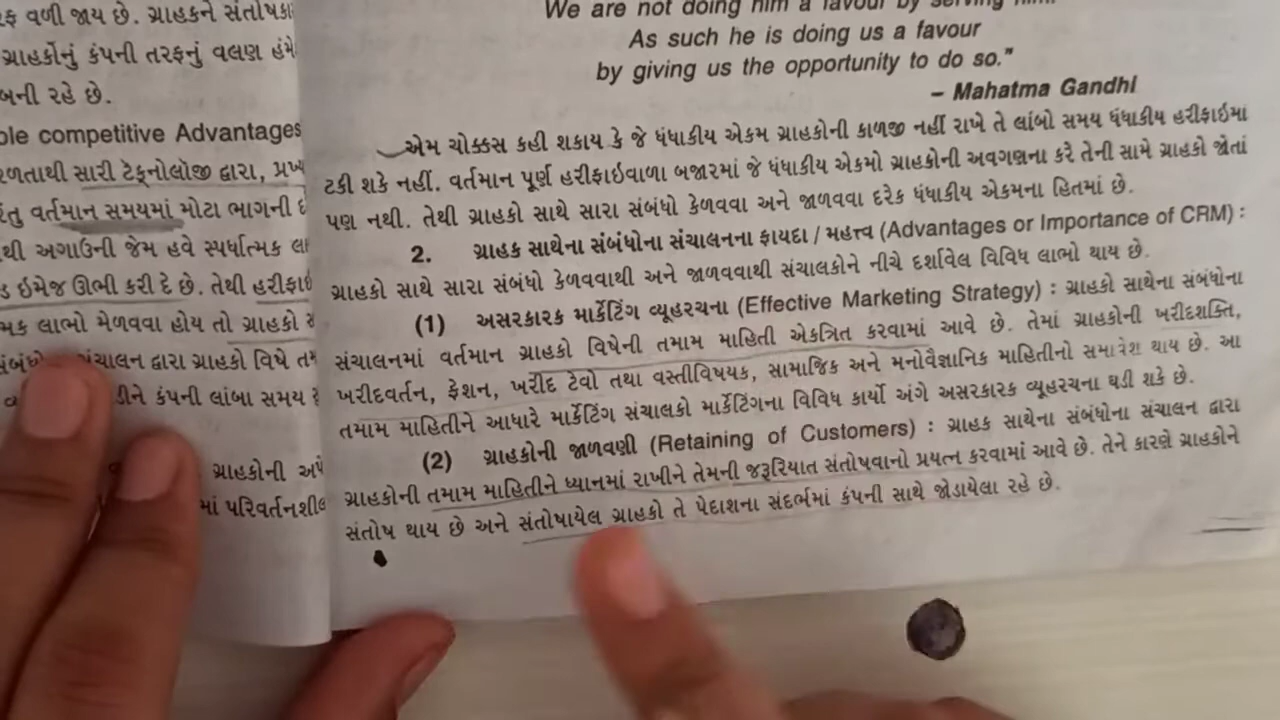 વળી જાય છે. ગ્રાહકને
ગ્રાહકોનું કંપની તરફનું વલણ
બની રહે છે.
competitive Advantages
સારી ટેક્નોલૉજી દ્વારા,
વર્તમાન સમયમાં મોટા ભાગની
થી અગાઉની જેમ હવે સ્પર્ધાત્મક
ઇમેજ ઊભી કરી દે છે. તેથી
લાભો મેળવવા હોય તો ગ્રાહકો
દ્વારા ગ્રાહકો વિષે
કંપની લાંબા સમય
ગ્રાહકોની
માં
We are not doing him a favour by serving him.
As such he is doing us a favour
by giving us the opportunity to do so."
– Mahatma Gandhi
એમ ચોક્કસ કહી શકાય કે જે ધંધાકીય એકમ ગ્રાહકોની કાળજી નહીં રાખે તે લાંબો સમય ધંધાકીય હરીફાઇમાં
ટકી શકે નહીં. વર્તમાન પૂર્ણ હરીફાઇવાળા બજારમાં જે ધંધાકીય એકમો ગ્રાહકોની અવગણના કરે તેની સામે ગ્રાહકો જોતાં
પણ નથી. તેથી ગ્રાહકો સાથે સારા સંબંધો કેળવવા અને જાળવવા દરેક ધંધાકીય એકમના હિતમાં છે.
2. ગ્રાહક સાથેના સંબંધોના સંચાલનના ફાયદા / મહત્ત્વ (Advantages or Importance of CRM) :
ગ્રાહકો સાથે સારા સંબંધો કેળવવાથી અને જાળવવાથી સંચાલકોને નીચે દર્શાવેલ વિવિધ લાભો થાય છે.
(1) અસરકારક માર્કેટિંગ વ્યૂહરચના (Effective Marketing Strategy) : ગ્રાહકો સાથેના સંબંધોના
સંચાલનમાં વર્તમાન ગ્રાહકો વિષેની તમામ માહિતી એકત્રિત કરવામાં આવે છે. તેમાં ગ્રાહકોની ખરીદશક્તિ,
ખરીદવર્તન, ફેશન, ખરીદ ટેવો તથા વસ્તીવિષયક, સામાજિક અને મનોવૈજ્ઞાનિક માહિતીનો સમાવેશ થાય છે. આ
તમામ માહિતીને આધારે માર્કેટિંગ સંચાલકો માર્કેટિંગના વિવિધ કાર્યો અંગે અસરકારક વ્યૂહરચના ઘડી શકે છે.
(2) ગ્રાહકોની જાળવણી (Retaining of Customers) : ગ્રાહક સાથેના સંબંધોના સંચાલન દ્વારા
ગ્રાહકોની તમામ માહિતીને ધ્યાનમાં રાખીને તેમની જરૂરિયાત સંતોષવાનો પ્રયત્ન કરવામાં આવે છે. તેને કારણે ગ્રાહકોને
સંતોષ થાય છે અને સંતોષાયેલ ગ્રાહકો તે પેદાશના સંદર્ભમાં કંપની સાથે જોડાયેલા રહે છે.